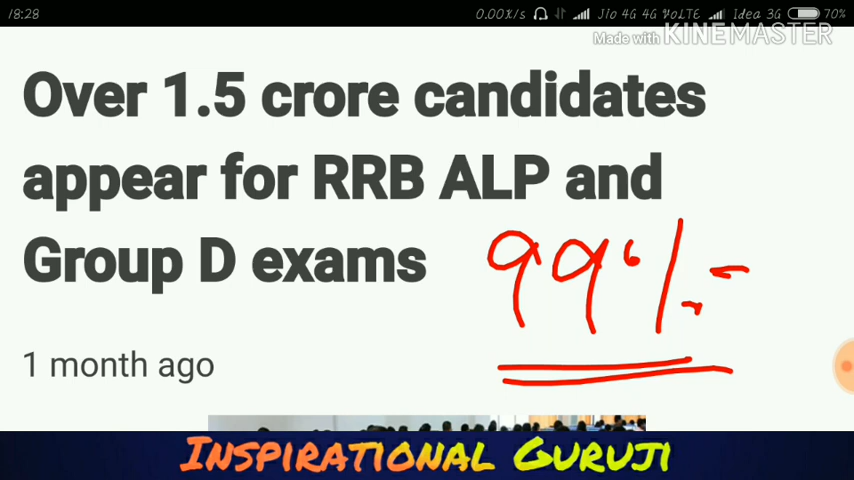 18:28 0.00K/s Jio 4G 4G VoLTE Idea 3G 70%
Made with KINEMASTER
Over 1.5 crore candidates
appear for RRB ALP and
Group D exams
99%
1 month ago
INSPIRATIONAL GURUJI